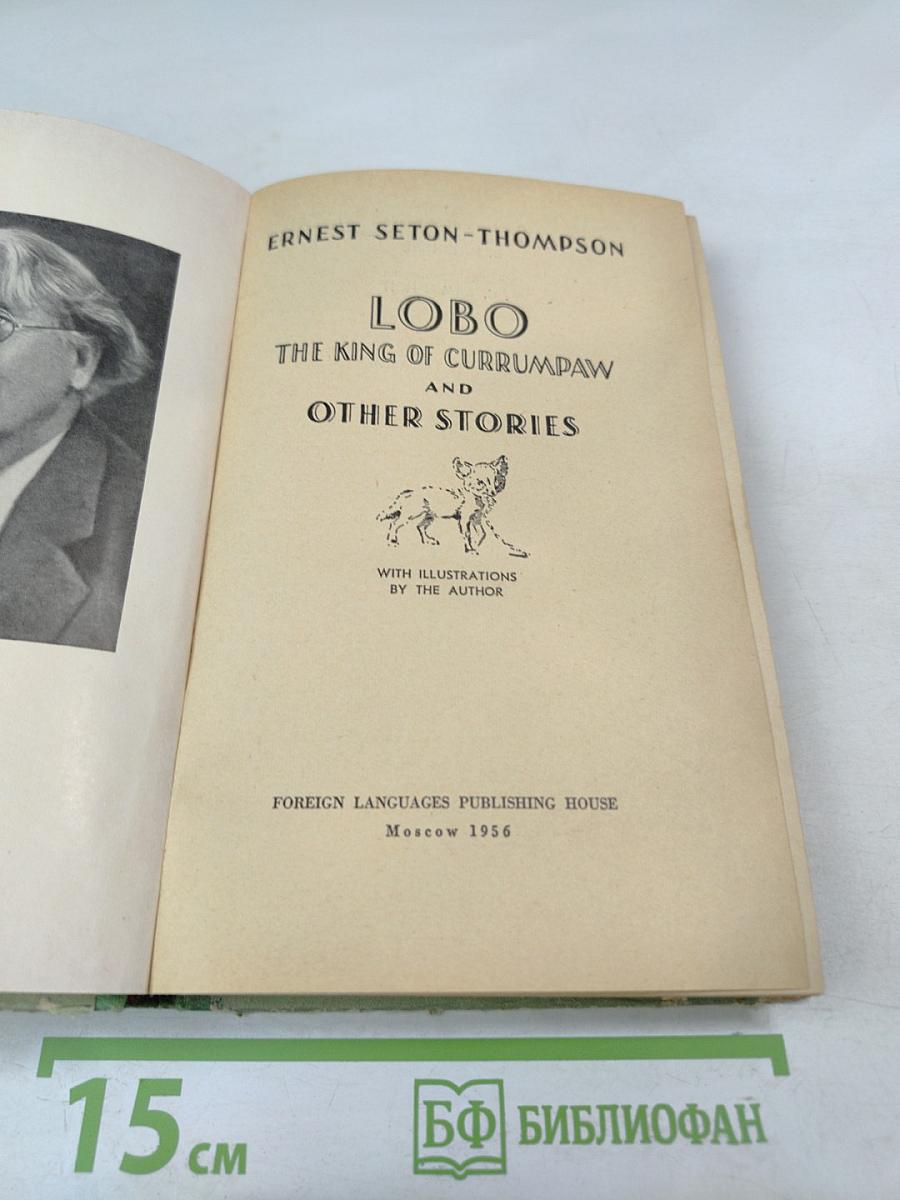 ERNEST SETON-THOMPSON
LOBO
THE KING OF CURRUMPAW
AND
OTHER STORIES
WITH ILLUSTRATIONS
BY THE AUTHOR
FOREIGN LANGUAGES PUBLISHING HOUSE
Moscow 1956
15 см
БФ БИБЛИОФАН